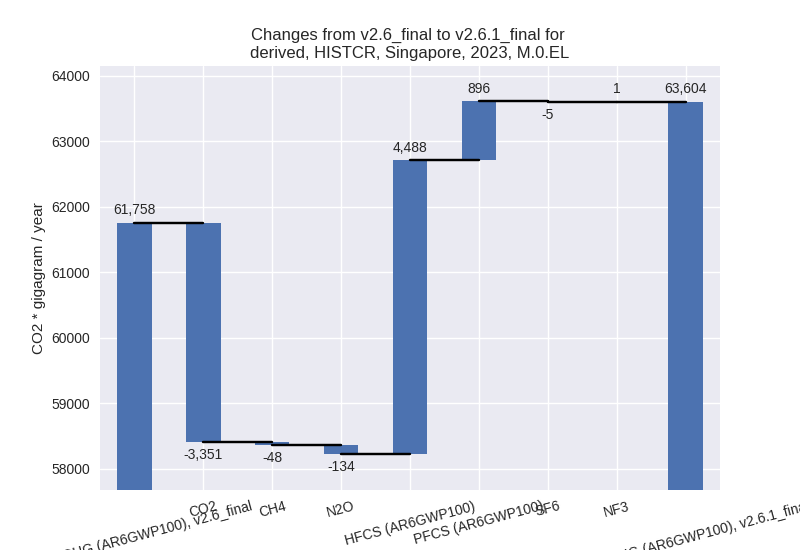 Changes from v2.6_final to v2.6.1_final for
derived, HISTCR, Singapore, 2023, M.0.EL
CO2 * gigagram / year
64000
63000
62000
61000
60000
59000
58000
61,758
-3,351
-48
-134
4,488
896
-5
1
63,604
(AR6GWP100), v2.6_final
CO2
CH4
N2O
HFCS (AR6GWP100)
PFCS (AR6GWP100)
SF6
NF3
(AR6GWP100), v2.6.1_fina